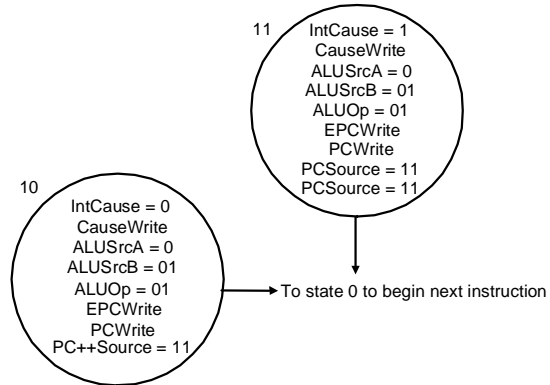 11
IntCause = 1
CauseWrite
ALUSrcA = 0
ALUSrcB = 01
ALUOp = 01
EPCWrite
PCWrite
PCSource = 11
PCSource = 11
10
IntCause = 0
CauseWrite
ALUSrcA = 0
ALUSrcB = 01
ALUOp = 01
EPCWrite
PCWrite
PC++Source = 11
To state 0 to begin next instruction